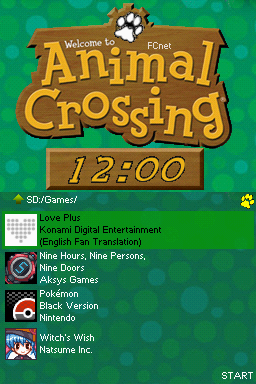 Welcome to
FCnet
Animal
Crossing
12:00
SD:/Games/
Love Plus
Konami Digital Entertainment
(English Fan Translation)
Nine Hours, Nine Persons,
Nine Doors
Aksys Games
Pokémon
Black Version
Nintendo
Witch's Wish
Natsume Inc.
START